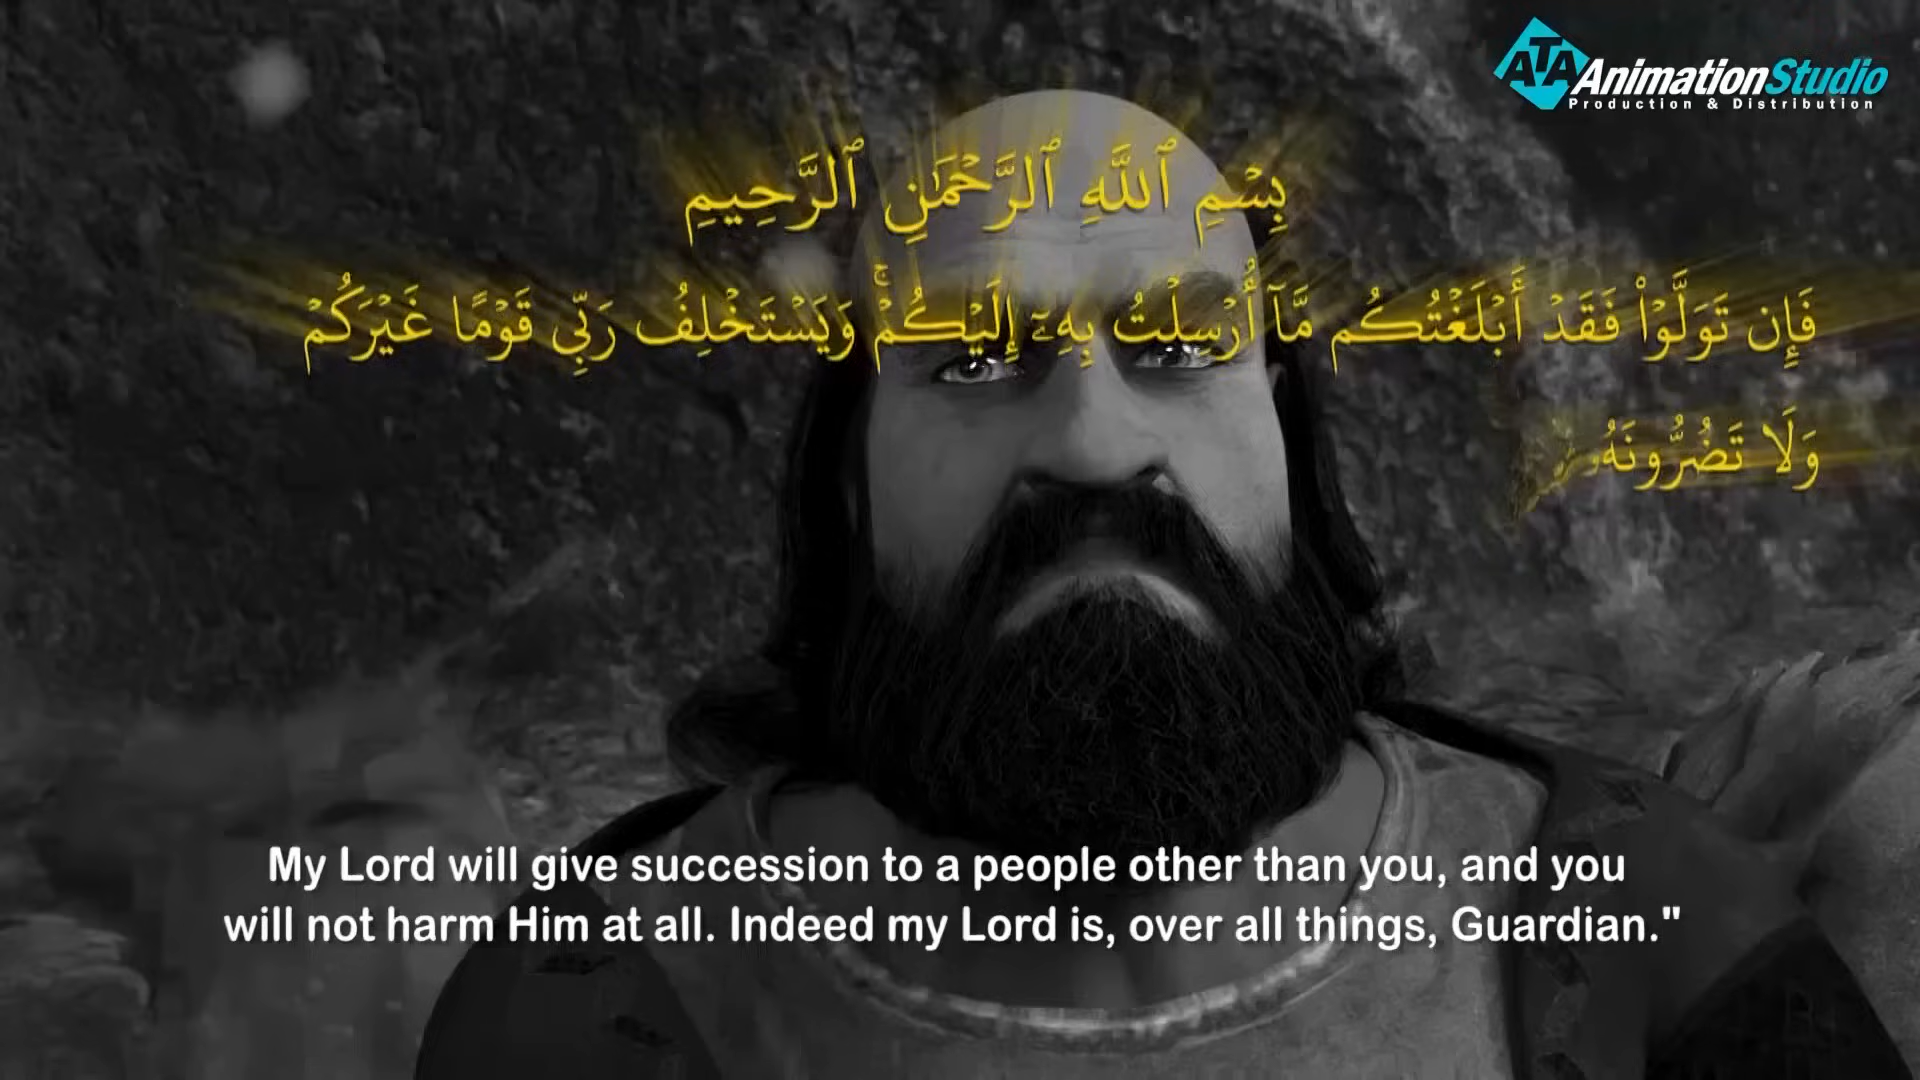 ATA AnimationStudio
Production & Distribution
بِسْمِ ٱللَّهِ ٱلرَّحْمَٰنِ ٱلرَّحِيمِ
فَإِن تَوَلَّوْا۟ فَقَدْ أَبْلَغْتُكُم مَّآ أُرْسِلْتُ بِهِۦٓ إِلَيْكُمْ ۚ وَيَسْتَخْلِفُ رَبِّى قَوْمًا غَيْرَكُمْ
وَلَا تَضُرُّونَهُۥ
My Lord will give succession to a people other than you, and you
will not harm Him at all. Indeed my Lord is, over all things, Guardian."